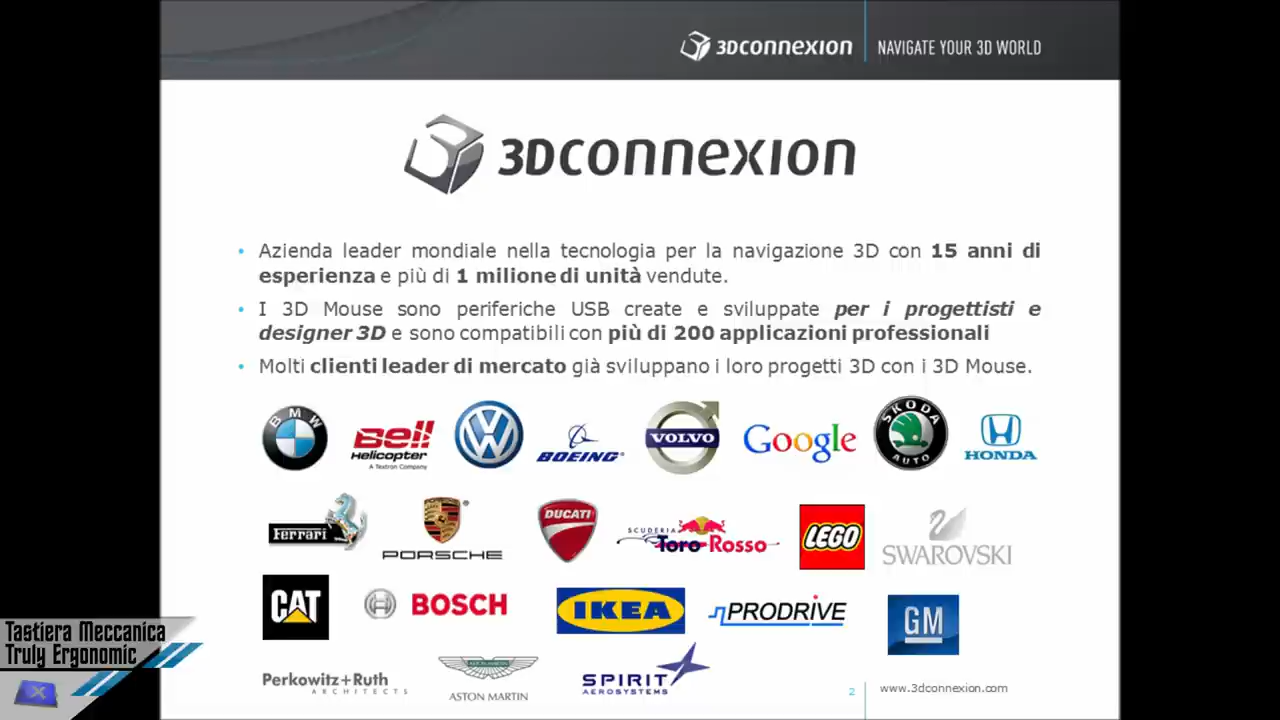 3DCONNEXION NAVIGATE YOUR 3D WORLD
3DCONNEXION
• Azienda leader mondiale nella tecnologia per la navigazione 3D con 15 anni di
esperienza e più di 1 milione di unità vendute.
• I 3D Mouse sono periferiche USB create e sviluppate per i progettisti e
designer 3D e sono compatibili con più di 200 applicazioni professionali
• Molti clienti leader di mercato già sviluppano i loro progetti 3D con i 3D Mouse.
BMW
Bell
HELICOPTER
A Textron Company
VW
BOEING
VOLVO
Google
SKODA
AUTO
HONDA
Ferrari
PORSCHE
DUCATI
SCUDERIA
Toro Rosso
LEGO
SWAROVSKI
CAT
BOSCH
IKEA
PRODRIVE
GM
Perkowitz+Ruth
ARCHITECTS
ASTON MARTIN
SPIRIT
AEROSYSTEMS
2
www.3dconnexion.com
Tastiera Meccanica
Truly Ergonomic